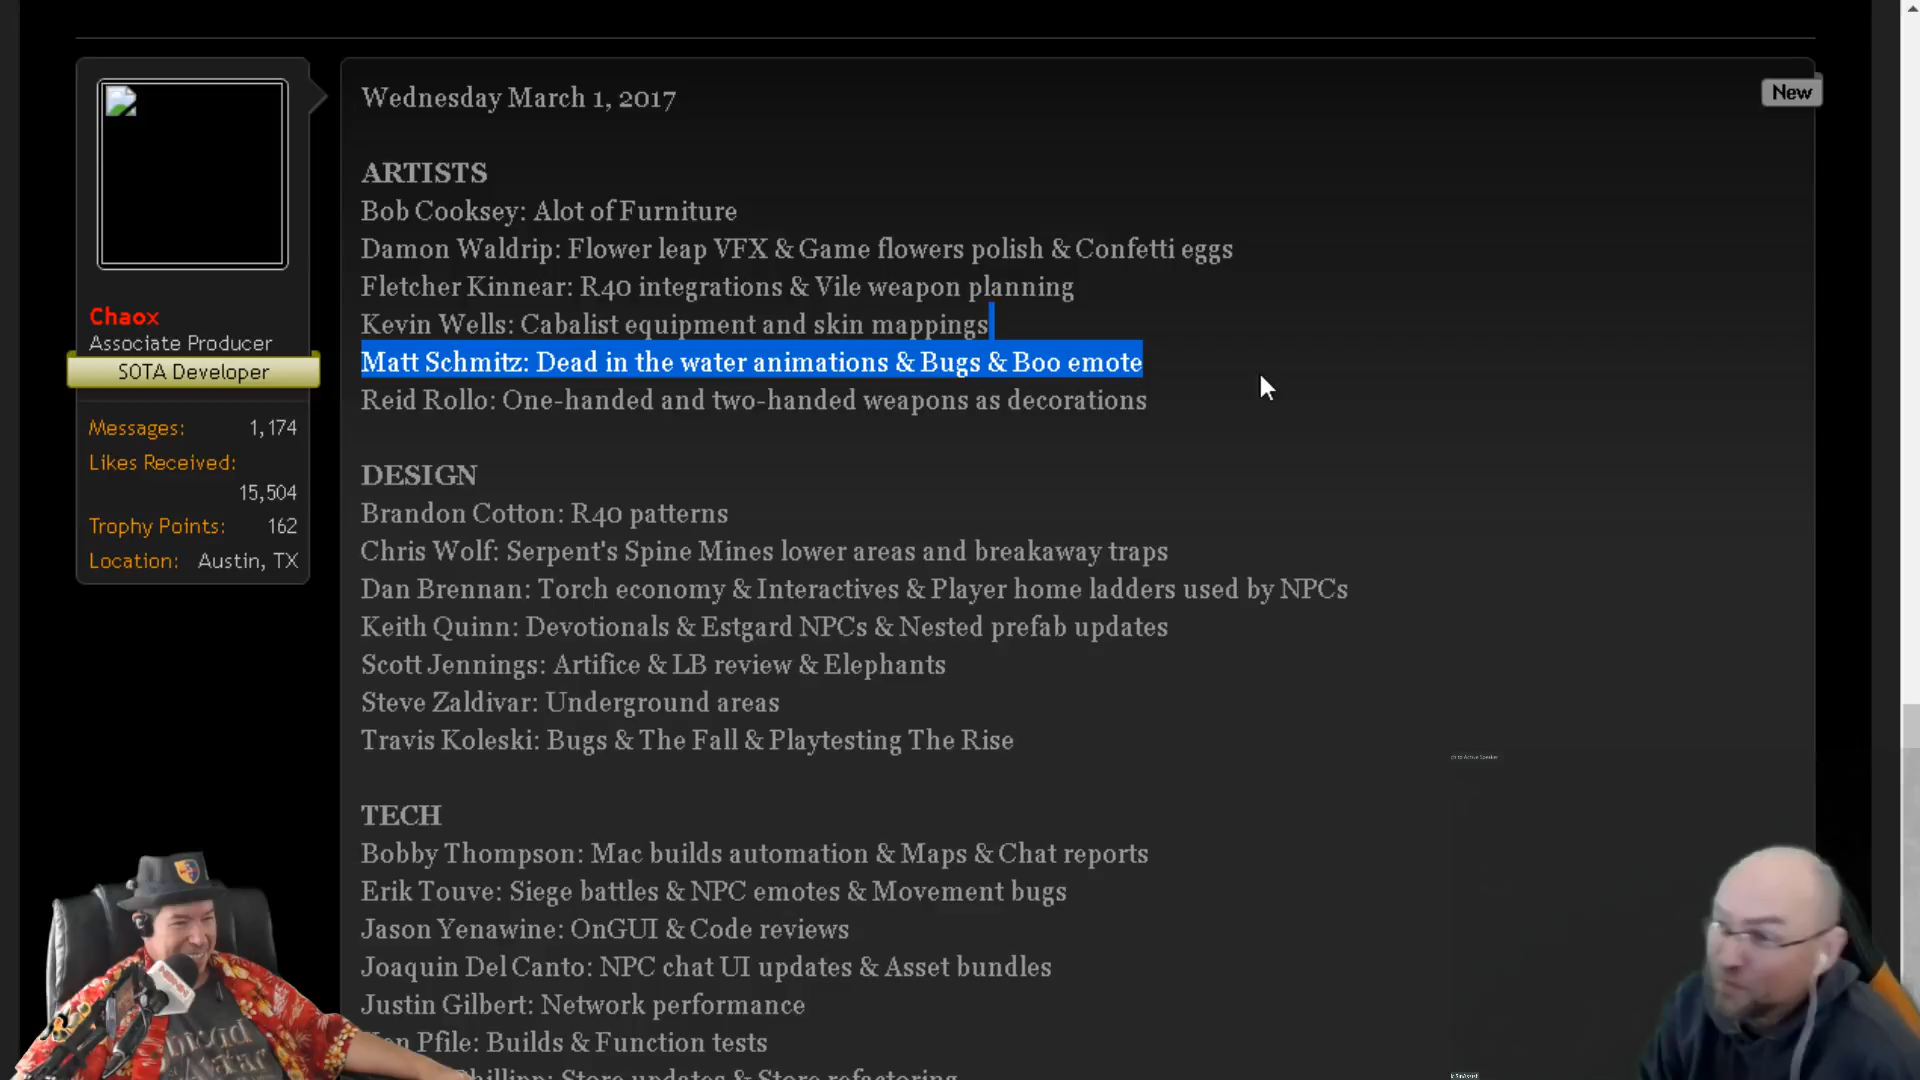 Wednesday March 1, 2017
New
ARTISTS
Bob Cooksey: Alot of Furniture
Damon Waldrip: Flower leap VFX & Game flowers polish & Confetti eggs
Fletcher Kinnear: R40 integrations & Vile weapon planning
Kevin Wells: Cabalist equipment and skin mappings
Matt Schmitz: Dead in the water animations & Bugs & Boo emote
Reid Rollo: One-handed and two-handed weapons as decorations
Chaox
Associate Producer
SOTA Developer
Messages: 1,174
Likes Received:
15,504
Trophy Points: 162
Location: Austin, TX
DESIGN
Brandon Cotton: R40 patterns
Chris Wolf: Serpent's Spine Mines lower areas and breakaway traps
Dan Brennan: Torch economy & Interactives & Player home ladders used by NPCs
Keith Quinn: Devotionals & Estgard NPCs & Nested prefab updates
Scott Jennings: Artifice & LB review & Elephants
Steve Zaldivar: Underground areas
Travis Koleski: Bugs & The Fall & Playtesting The Rise
to Active Speaker
TECH
Bobby Thompson: Mac builds automation & Maps & Chat reports
Erik Touve: Siege battles & NPC emotes & Movement bugs
Jason Yenawine: OnGUI & Code reviews
Joaquin Del Canto: NPC chat UI updates & Asset bundles
Justin Gilbert: Network performance
Pfile: Builds & Function tests
Phillipp: Store updates & Store refactoring